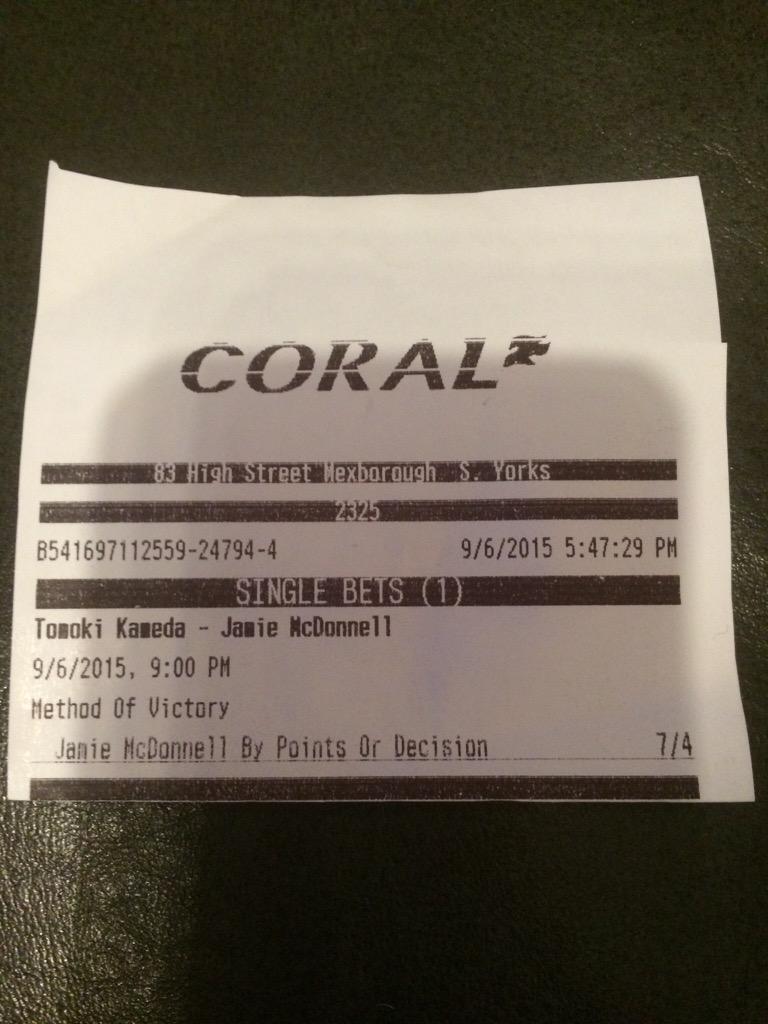 CORAL
83 High Street Mexborough S. Yorks
2325
B541697112559-24794-4 9/6/2015 5:47:29 PM
SINGLE BETS (1)
Tomoki Kameda - Jamie McDonnell
9/6/2015, 9:00 PM
Method Of Victory
Jamie McDonnell By Points Or Decision 7/4